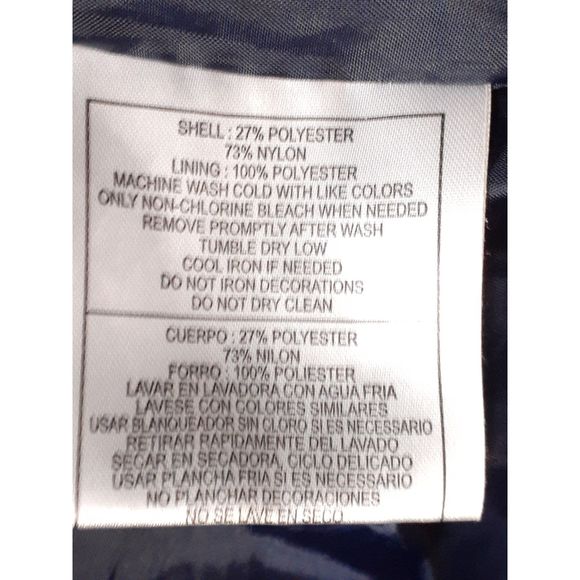 SHELL : 27% POLYESTER
73% NYLON
LINING : 100% POLYESTER
MACHINE WASH COLD WITH LIKE COLORS
ONLY NON-CHLORINE BLEACH WHEN NEEDED
REMOVE PROMPTLY AFTER WASH
TUMBLE DRY LOW
COOL IRON IF NEEDED
DO NOT IRON DECORATIONS
DO NOT DRY CLEAN
CUERPO : 27% POLYESTER
73% NILON
FORRO : 100% POLIESTER
LAVAR EN LAVADORA CON AGUA FRIA
LAVESE CON COLORES SIMILARES
USAR BLANQUEADOR SIN CLORO SI ES NECESSARIO
RETIRAR RAPIDAMENTE DEL LAVADO
SECAR EN SECADORA, CICLO DELICADO
USAR PLANCHA FRIA SI ES NECESSARIO
NO PLANCHAR DECORACIONES
NO SE LAVE EN SECO